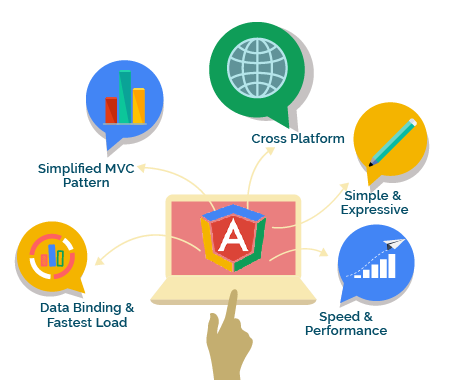 Cross Platform
Simplified MVC
Pattern
Simple &
Expressive
A
Data Binding &
Fastest Load
Speed &
Performance